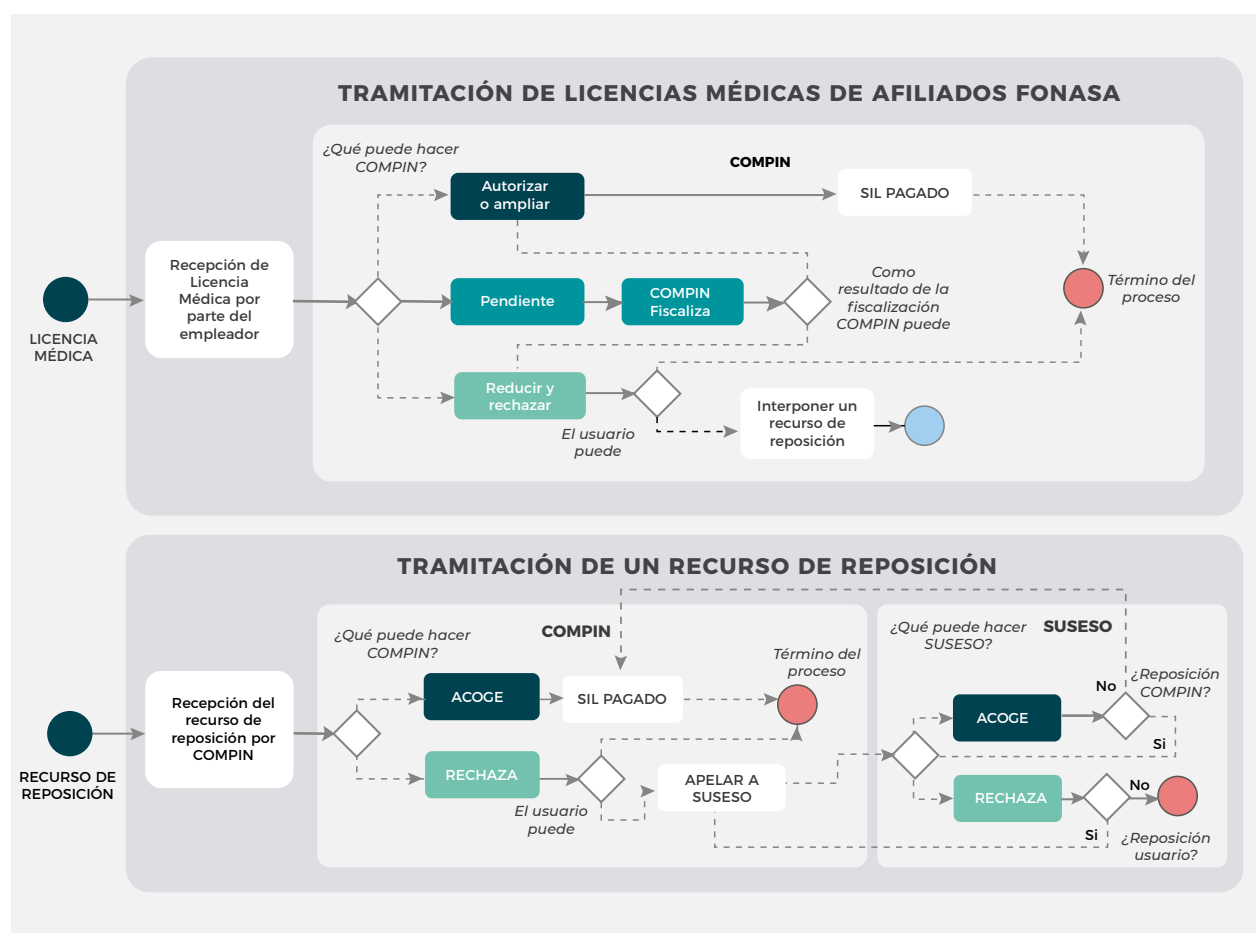 TRAMITACIÓN DE LICENCIAS MÉDICAS DE AFILIADOS FONASA
¿Qué puede hacer
COMPIN?
COMPIN
Autorizar
o ampliar
SIL PAGADO
Recepción de
Licencia
Médica por
parte del
empleador
LICENCIA
MÉDICA
Pendiente
COMPIN
Fiscaliza
Como
resultado de la
fiscalización
COMPIN puede
Término del
proceso
Reducir y
rechazar
El usuario
puede
Interponer un
recurso de
reposición
TRAMITACIÓN DE UN RECURSO DE REPOSICIÓN
¿Qué puede hacer
COMPIN?
COMPIN
ACOGE
SIL PAGADO
Término del
proceso
Recepción del
recurso de
reposición por
COMPIN
RECURSO DE
REPOSICIÓN
RECHAZA
El usuario
puede
APELAR A
SUSESO
¿Qué puede hacer
SUSESO?
SUSESO
No
¿Reposición
COMPIN?
ACOGE
Si
RECHAZA
No
Si
¿Reposición
usuario?